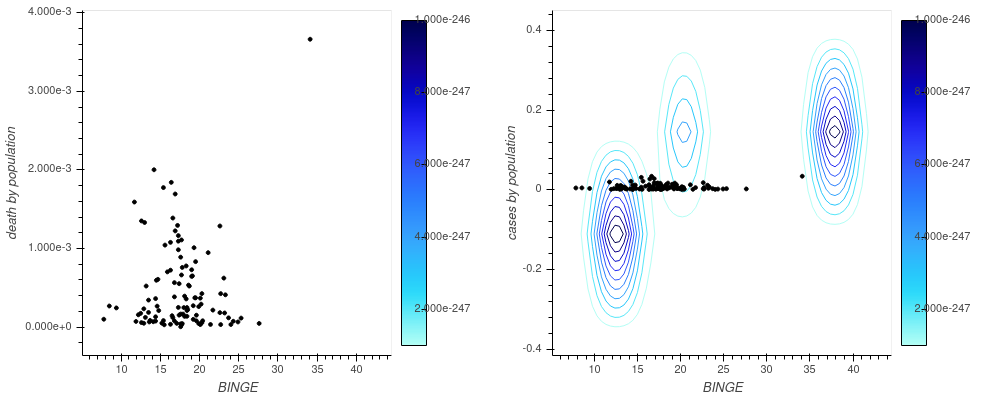 4.000e-3
3.000e-3
2.000e-3
1.000e-3
0.000e+0
death by population
10
15
20
25
30
35
40
BINGE
1.000e-246
8.000e-247
6.000e-247
4.000e-247
2.000e-247
0.4
0.2
0
-0.2
-0.4
cases by population
10
15
20
25
30
35
40
BINGE
1.000e-246
8.000e-247
6.000e-247
4.000e-247
2.000e-247